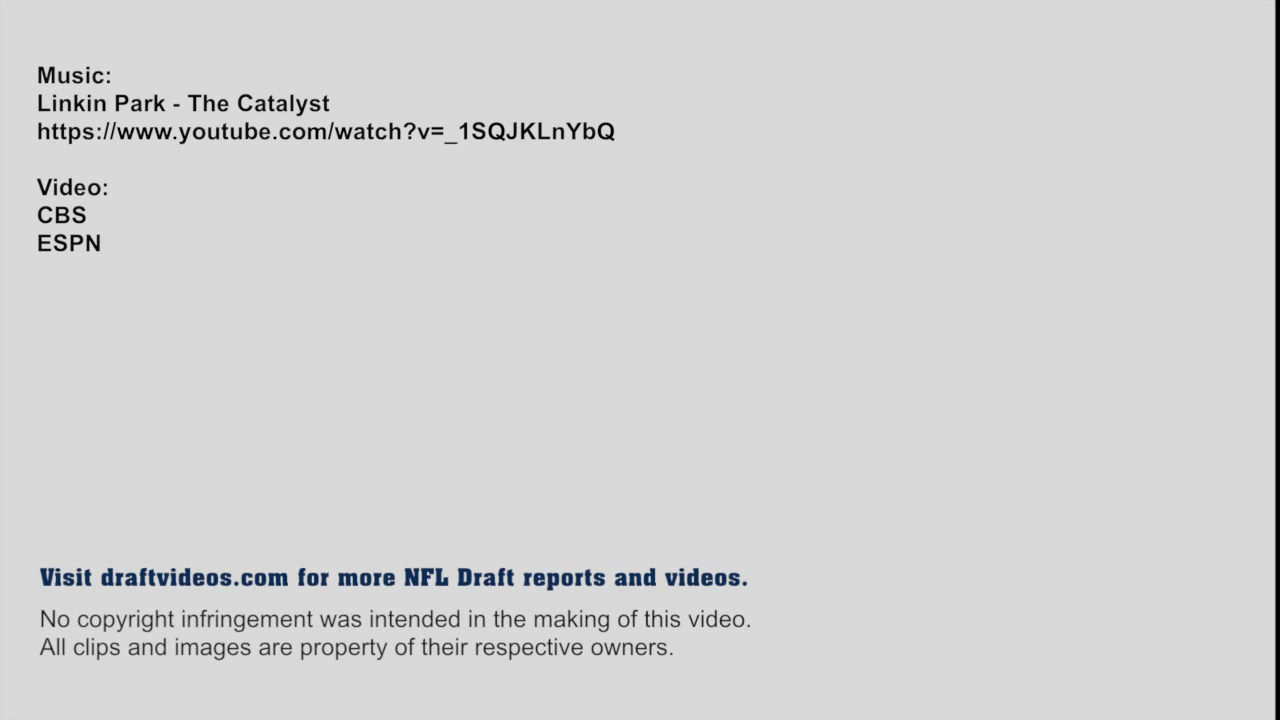 Music:
Linkin Park - The Catalyst
https://www.youtube.com/watch?v=_1SQJKLnYbQ
Video:
CBS
ESPN
Visit draftvideos.com for more NFL Draft reports and videos.
No copyright infringement was intended in the making of this video.
All clips and images are property of their respective owners.